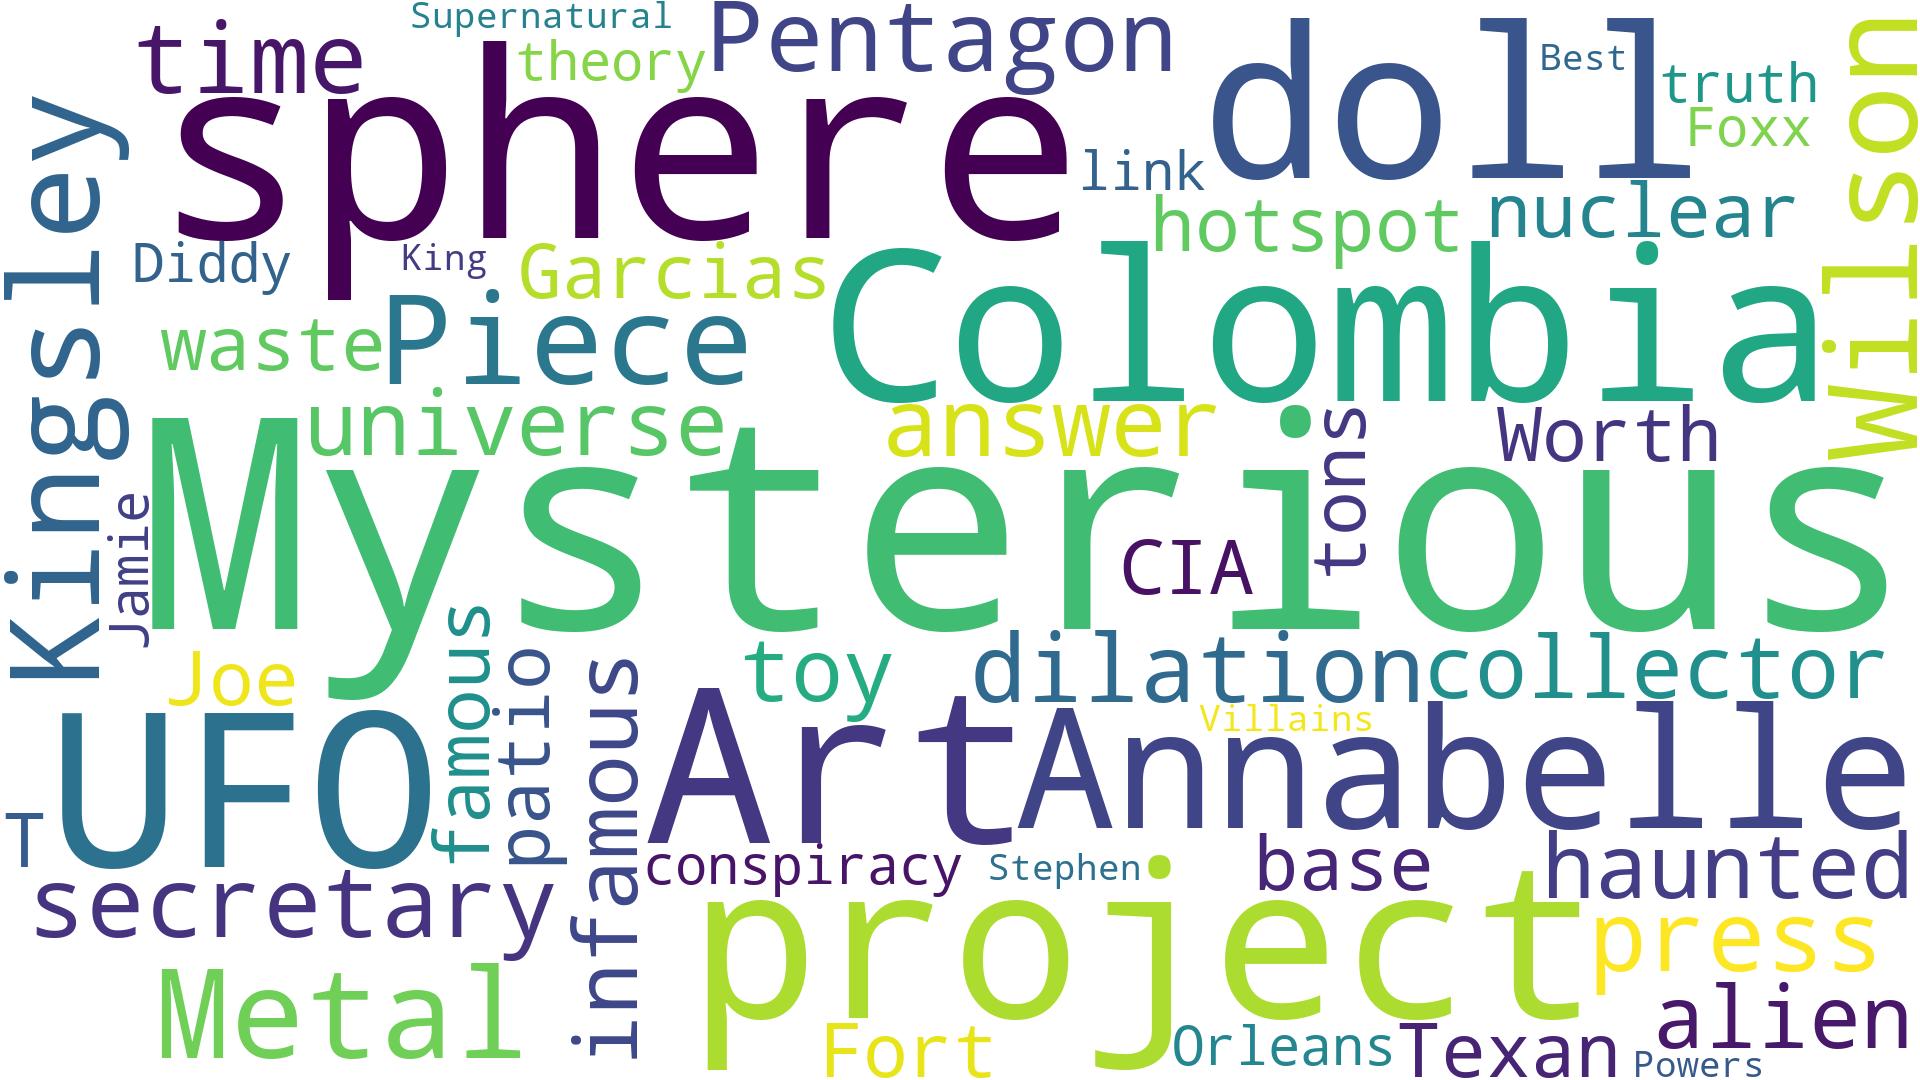 Supernatural
time
theory
Pentagon
doll
Best
truth
Foxx
Wilson
sphere
Kingsley
link
nuclear
hotspot
Diddy
King
Garcias
Colombia
waste
Piece
universe
answer
tons
Worth
Mysterious
Jamie
CIA
Joe
famous
patio
infamous
toy
dilation
collector
Villains
UFO
Art
Annabelle
T
conspiracy
Stephen
base
haunted
secretary
project
press
Metal
Fort
Orleans
Texan
alien
Powers